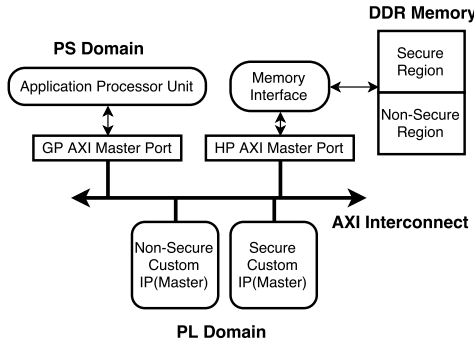 DDR Memory
PS Domain
Application Processor Unit
Memory
Interface
Secure
Region
Non-Secure
Region
GP AXI Master Port
HP AXI Master Port
AXI Interconnect
Non-Secure
Custom
IP(Master)
Secure
Custom
IP(Master)
PL Domain